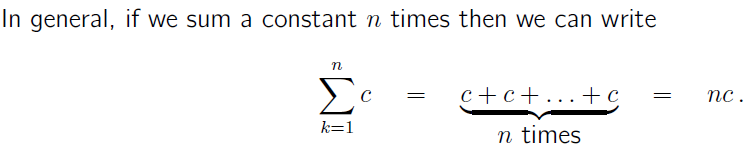 In general, if we sum a constant n times then we can write
n
∑ c = c + c + . . . + c = nc .
k=1
n times